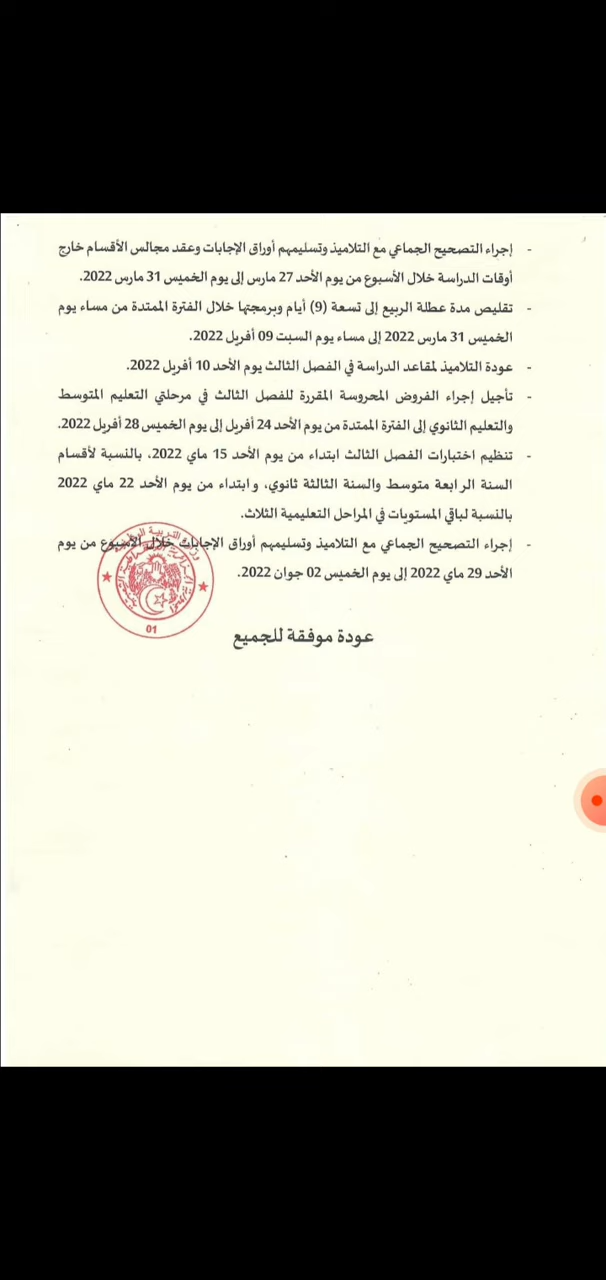 - إجراء التصحيح الجماعي مع التلاميذ وتسليمهم أوراق الإجابات وعقد مجالس الأقسام خارج
أوقات الدراسة خلال الأسبوع من يوم الأحد 27 مارس إلى يوم الخميس 31 مارس 2022.
- تقليص مدة عطلة الربيع إلى تسعة (9) أيام وبرمجتها خلال الفترة الممتدة من مساء يوم
الخميس 31 مارس 2022 إلى مساء يوم السبت 09 أفريل 2022.
- عودة التلاميذ لمقاعد الدراسة في الفصل الثالث يوم الأحد 10 أفريل 2022.
- تأجيل إجراء الفروض المحروسة المقررة للفصل الثالث في مرحلتي التعليم المتوسط
والتعليم الثانوي إلى الفترة الممتدة من يوم الأحد 24 أفريل إلى يوم الخميس 28 أفريل 2022.
- تنظيم اختبارات الفصل الثالث ابتداء من يوم الأحد 15 ماي 2022، بالنسبة لأقسام
السنة الرابعة متوسط والسنة الثالثة ثانوي، وابتداء من يوم الأحد 22 ماي 2022
بالنسبة لباقي المستويات في المراحل التعليمية الثلاث.
- إجراء التصحيح الجماعي مع التلاميذ وتسليمهم أوراق الإجابات خلال الأسبوع من يوم
الأحد 29 ماي 2022 إلى يوم الخميس 02 جوان 2022.
01
عودة موفقة للجميع